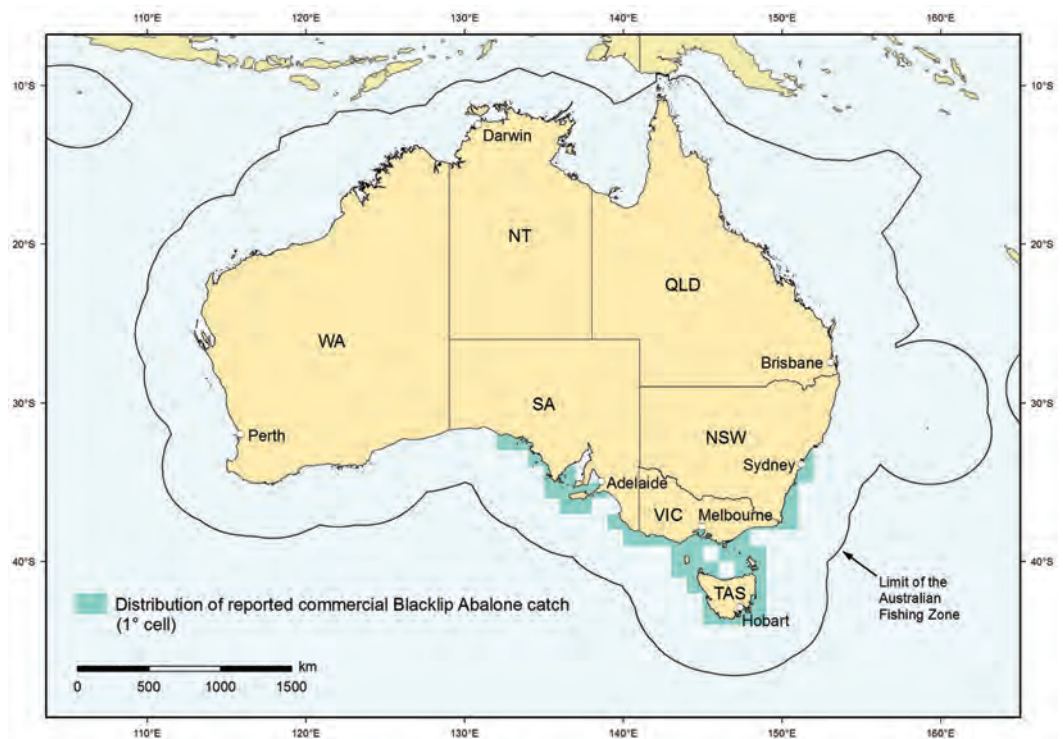 110°E 120°E 130°E 140°E 150°E 160°E
10°S 10°S
Darwin
20°S 20°S
NT
QLD
WA
Brisbane
30°S 30°S
SA
NSW
Perth
Sydney
Adelaide
VIC Melbourne
40°S 40°S
TAS
Hobart
Limit of the
Australian
Fishing Zone
Distribution of reported commercial Blacklip Abalone catch
(1° cell)
km
0 500 1000 1500
110°E 120°E 130°E 140°E 150°E 160°E